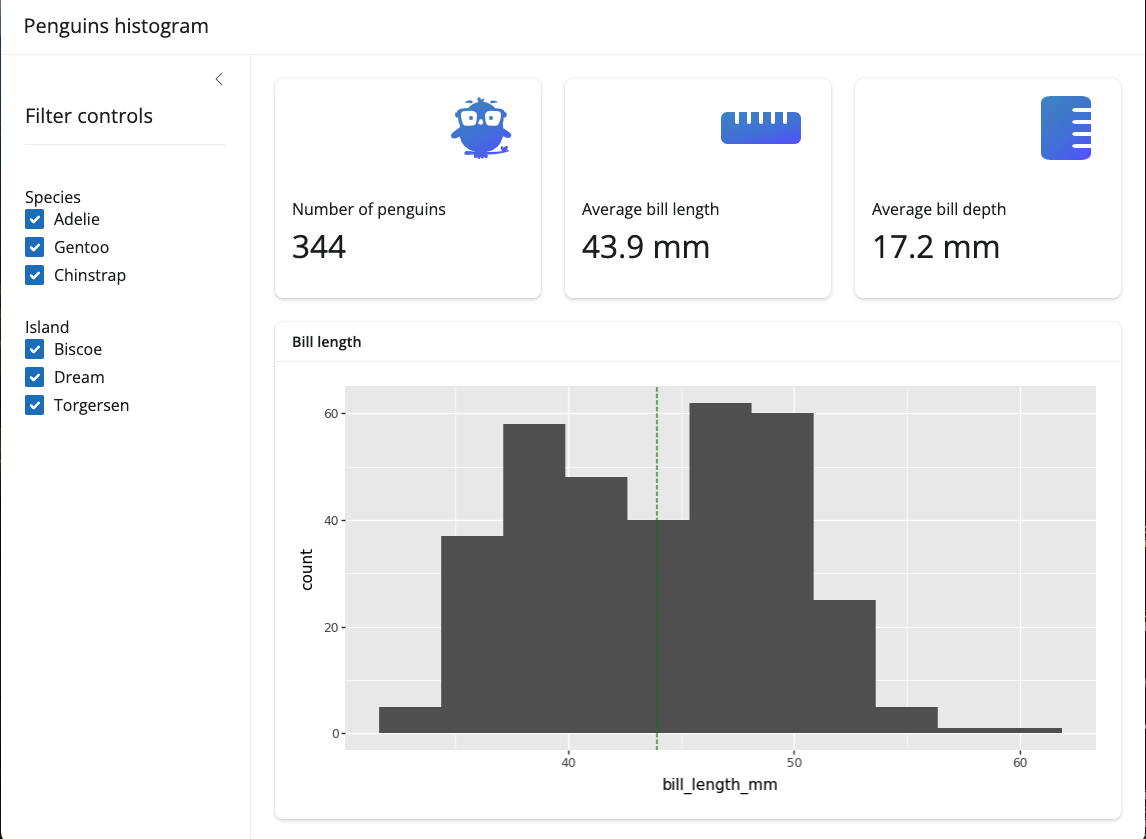 Penguins histogram
Filter controls
Species
Adelie
Gentoo
Chinstrap
Island
Biscoe
Dream
Torgersen
Number of penguins
344
Average bill length
43.9 mm
Average bill depth
17.2 mm
Bill length
60
40
20
0
count
40
50
60
bill_length_mm